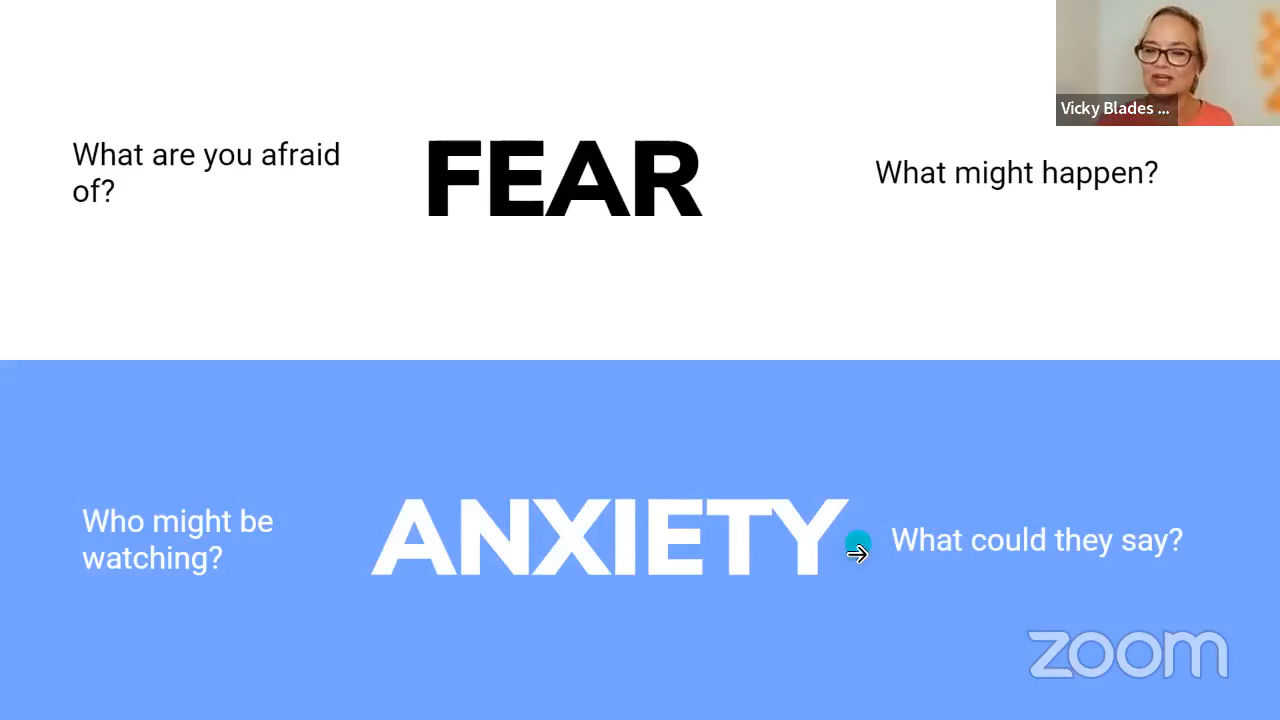 Vicky Blades ...
What are you afraid
of?
FEAR
What might happen?
Who might be
watching?
ANXIETY
What could they say?
zoom